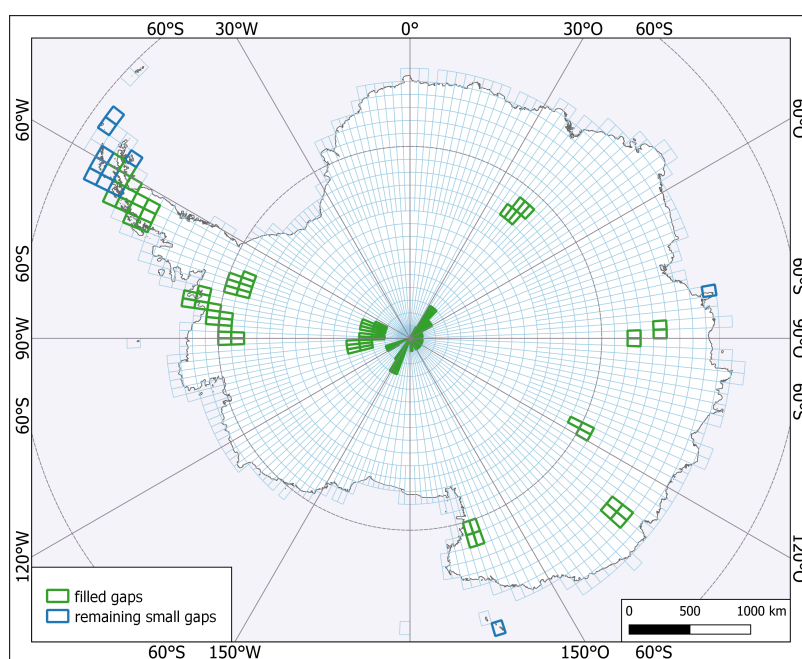 60°S 30°W 0° 30°O 60°S
60°W
60°O
60°S
60°S
90°W
90°O
60°S
60°S
120°W
120°O
filled gaps
remaining small gaps
0 500 1000 km
60°S 150°W 150°O 60°S